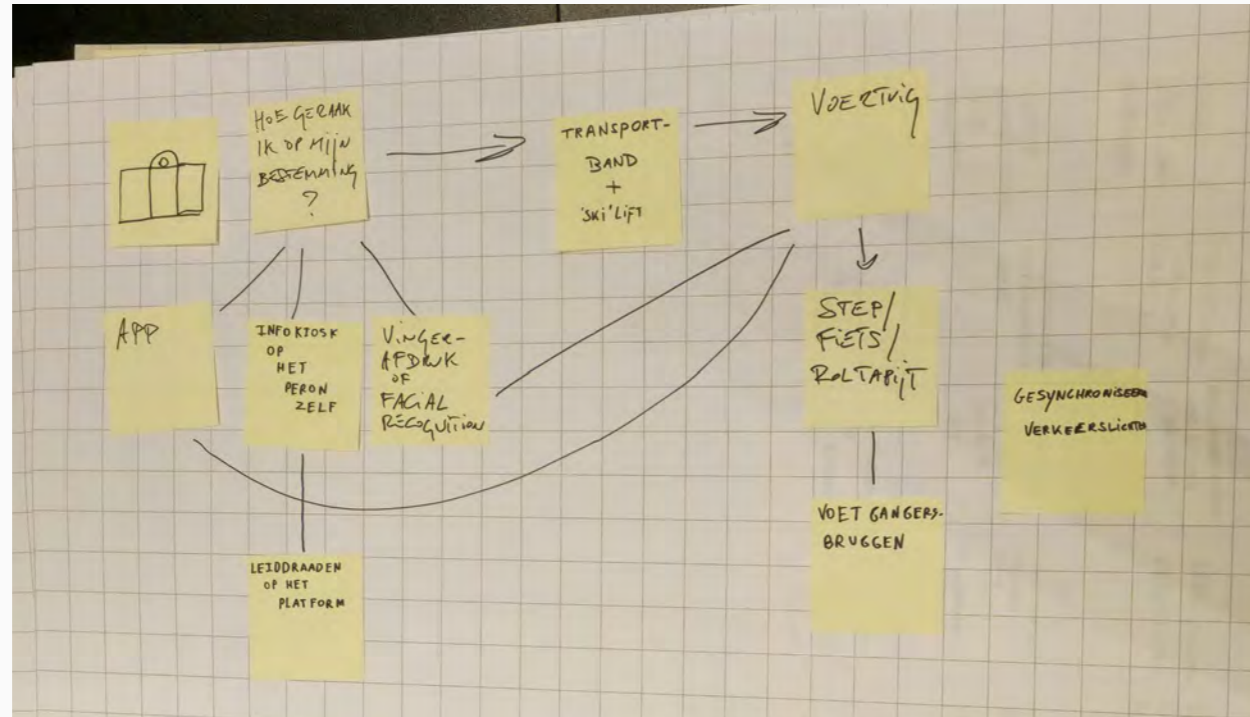 HOE GERAAK
IK OP MIJN
BESTEMMING
?
TRANSPORT-
BAND
+
'SKI' LIFT
VOERTUIG
APP
INFOKIOSK
OP
HET
PERON
ZELF
VINGER-
AFDRUK
OF
FACIAL
RECOGNITION
STEP/
FIETS/
ROLTAPIJT
GESYNCHRONISEERDE
VERKEERSLICHTEN
LEIDDRAADEN
OP HET
PLATFORM
VOETGANGERS-
BRUGGEN